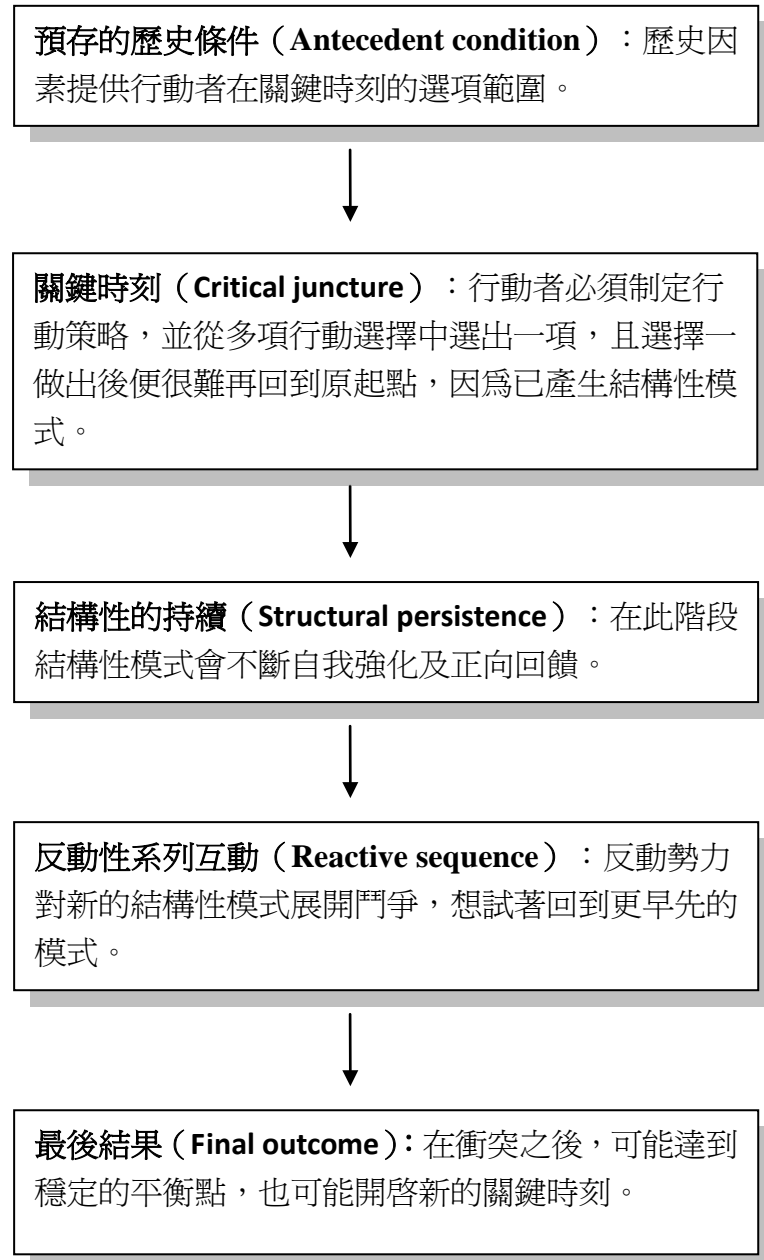 預存的歷史條件（Antecedent condition）：歷史因
素提供行動者在關鍵時刻的選項範圍。
關鍵時刻（Critical juncture）：行動者必須制定行
動策略，並從多項行動選擇中選出一項，且選擇一
做出後便很難再回到原起點，因爲已產生結構性模
式。
結構性的持續（Structural persistence）：在此階段
結構性模式會不斷自我強化及正向回饋。
反動性系列互動（Reactive sequence）：反動勢力
對新的結構性模式展開鬥爭，想試著回到更早先的
模式。
最後結果（Final outcome）：在衝突之後，可能達到
穩定的平衡點，也可能開啓新的關鍵時刻。